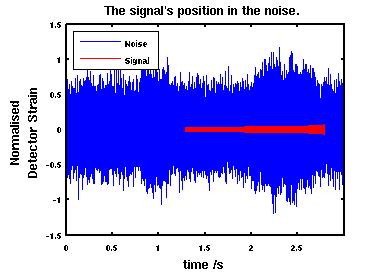 The signal's position in the noise.
1.5
Noise
Signal
1
0.5
0
-0.5
-1
-1.5
Normalised
Detector Strain
0
0.5
1
1.5
2
2.5
time /s